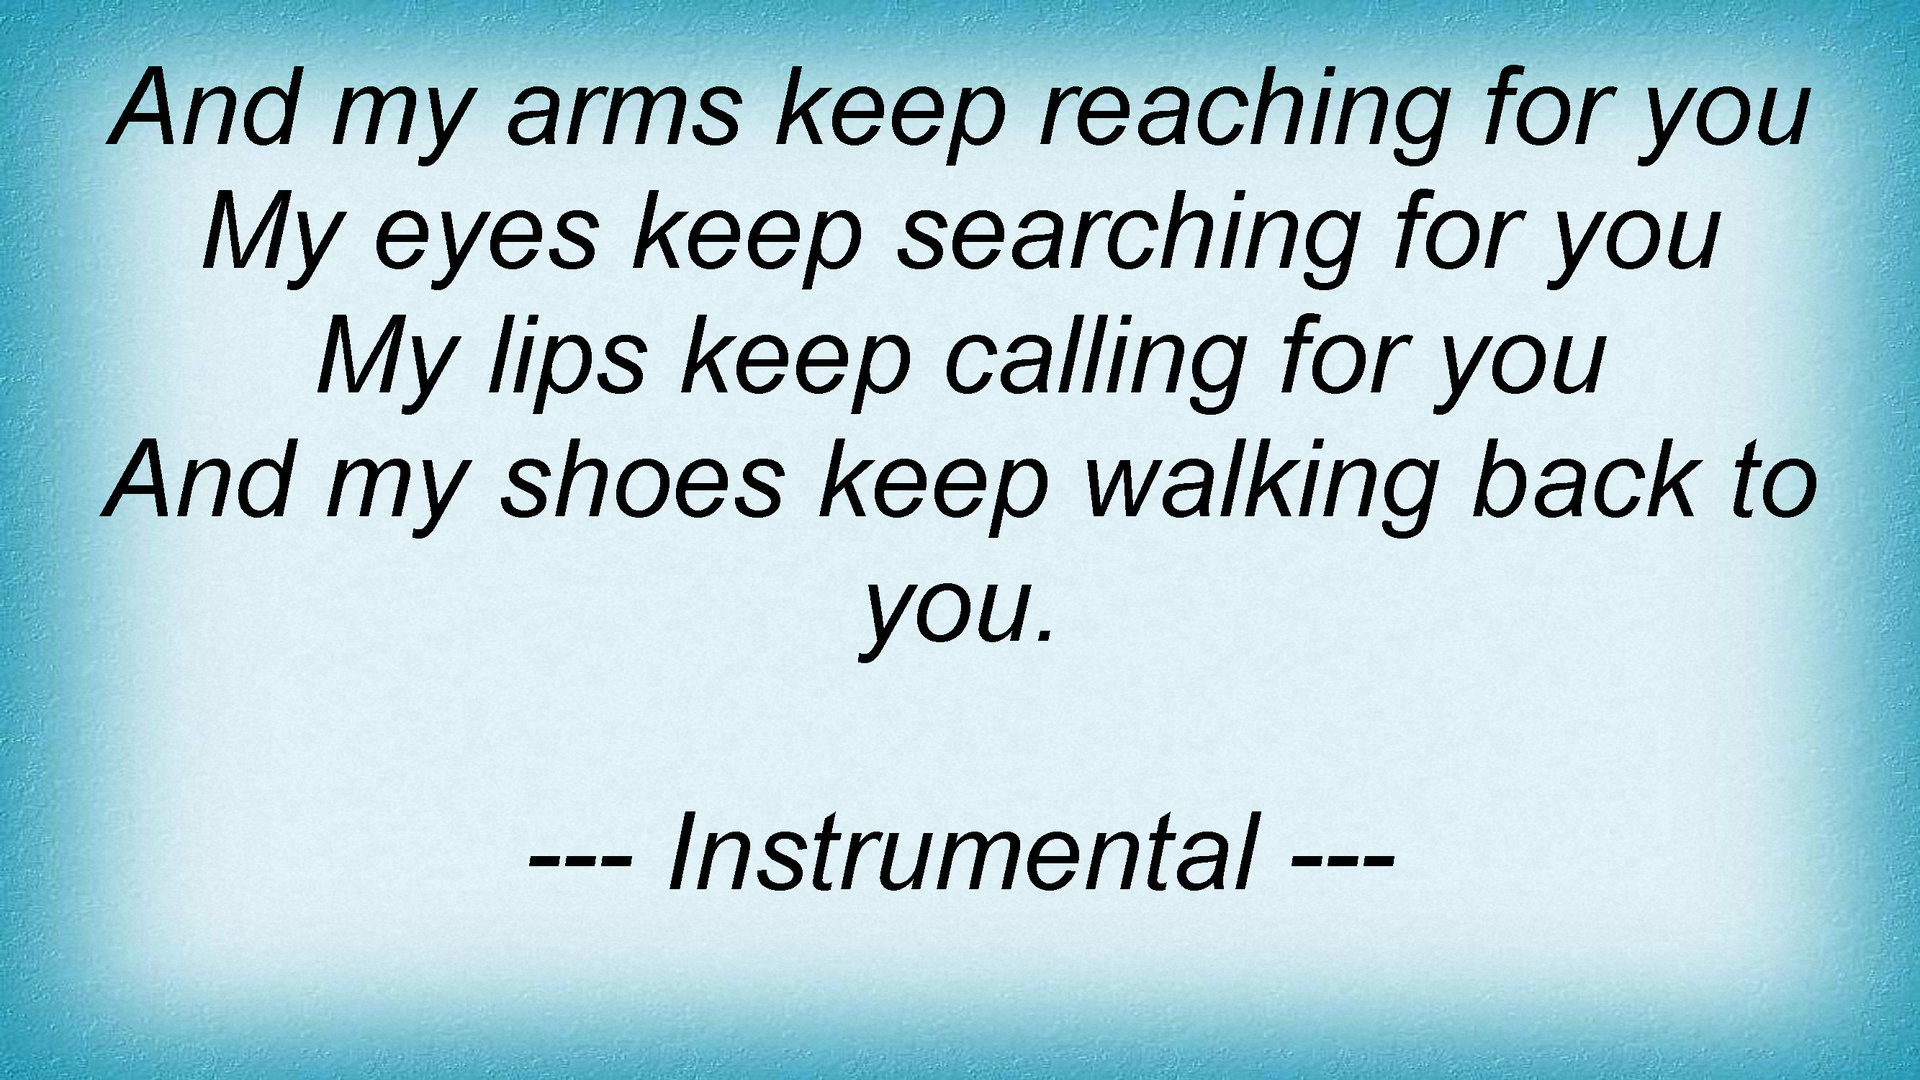 And my arms keep reaching for you
My eyes keep searching for you
My lips keep calling for you
And my shoes keep walking back to
you.
--- Instrumental ---